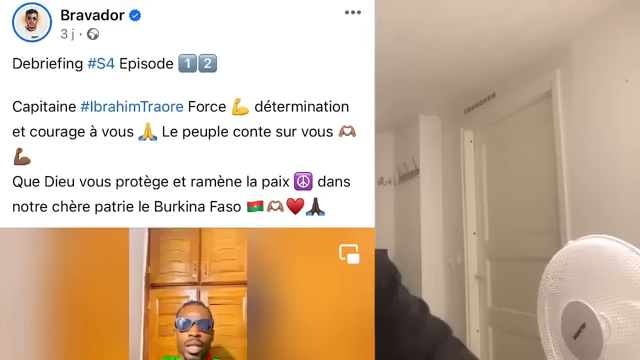 Bravador
3 j ·
Debriefing #S4 Episode 1️⃣2️⃣
Capitaine #IbrahimTraore Force 💪 détermination
et courage à vous 🙏 Le peuple conte sur vous 🫶🏽
💪🏾
Que Dieu vous protège et ramène la paix ☮️ dans
notre chère patrie le Burkina Faso 🇧🇫🫶🏽♥️🙏🏿